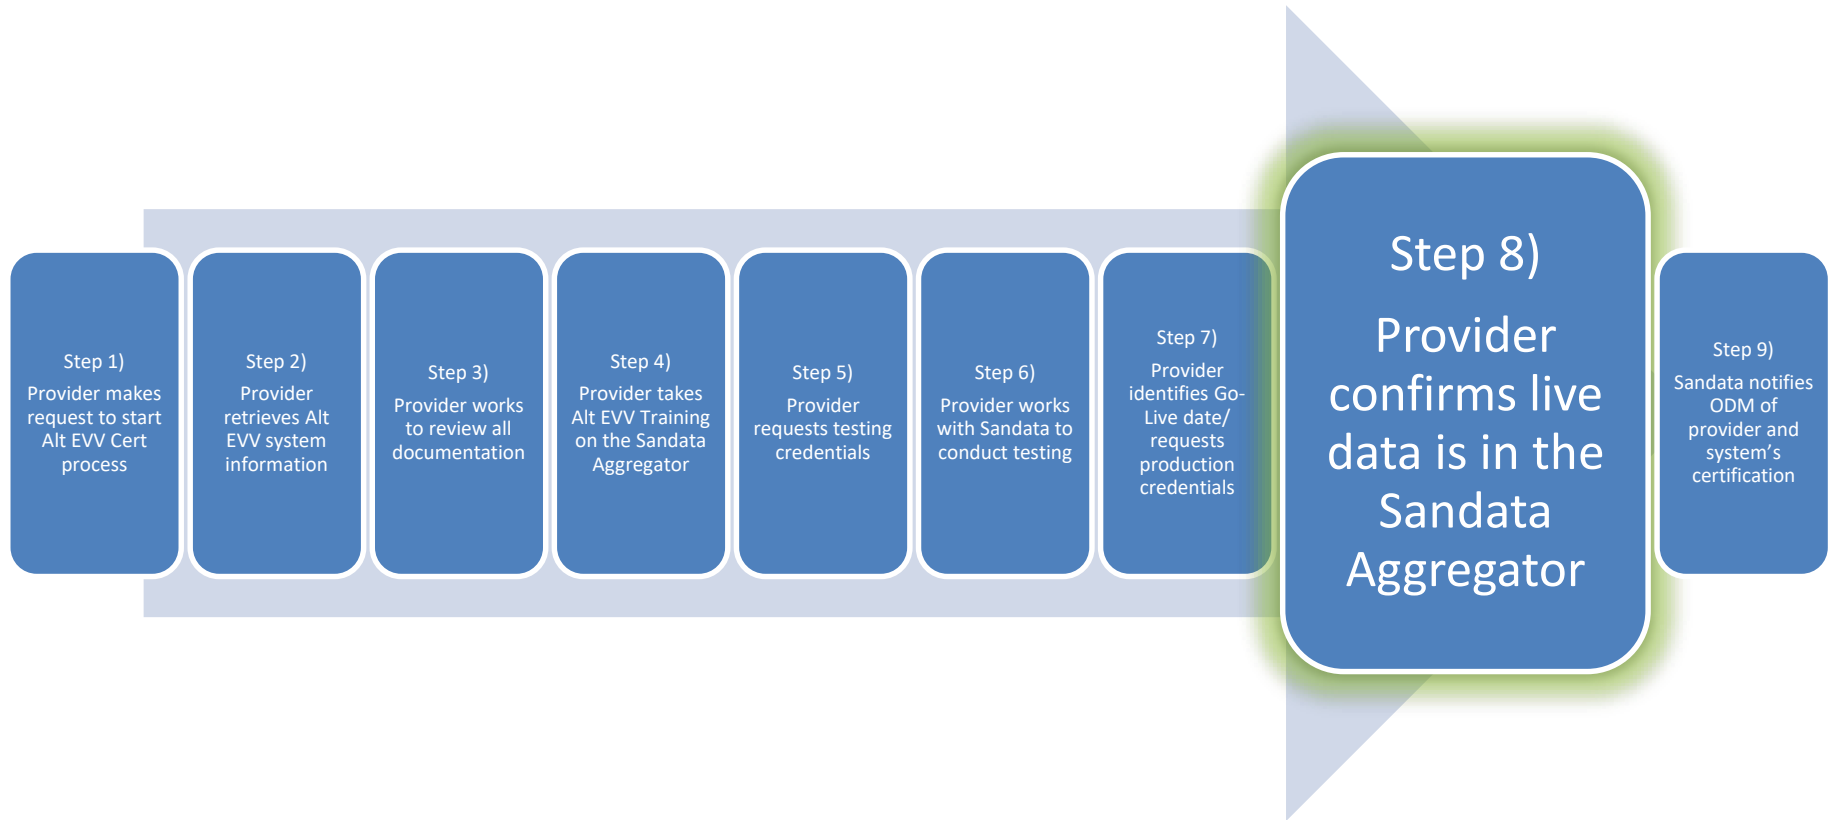 Step 1)
Provider makes
request to start
Alt EVV Cert
process
Step 2)
Provider
retrieves Alt
EVV system
information
Step 3)
Provider works
to review all
documentation
Step 4)
Provider takes
Alt EVV Training
on the Sandata
Aggregator
Step 5)
Provider
requests testing
credentials
Step 6)
Provider works
with Sandata to
conduct testing
Step 7)
Provider
identifies Go-
Live date/
requests
production
credentials
Step 8)
Provider
confirms live
data is in the
Sandata
Aggregator
Step 9)
Sandata notifies
ODM of
provider and
system’s
certification